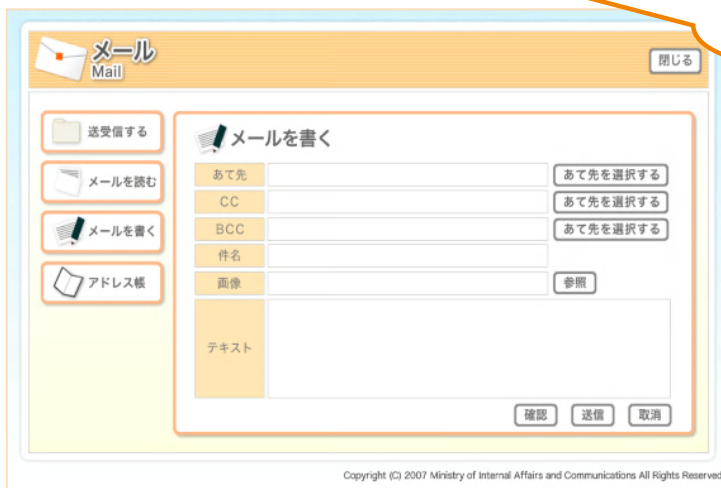 メール
Mail
閉じる
送受信する
メールを読む
メールを書く
アドレス帳
メールを書く
あて先
あて先を選択する
CC
あて先を選択する
BCC
あて先を選択する
件名
画像
参照
テキスト
確認
送信
取消
Copyright (C) 2007 Ministry of Internal Affairs and Communications All Rights Reserved